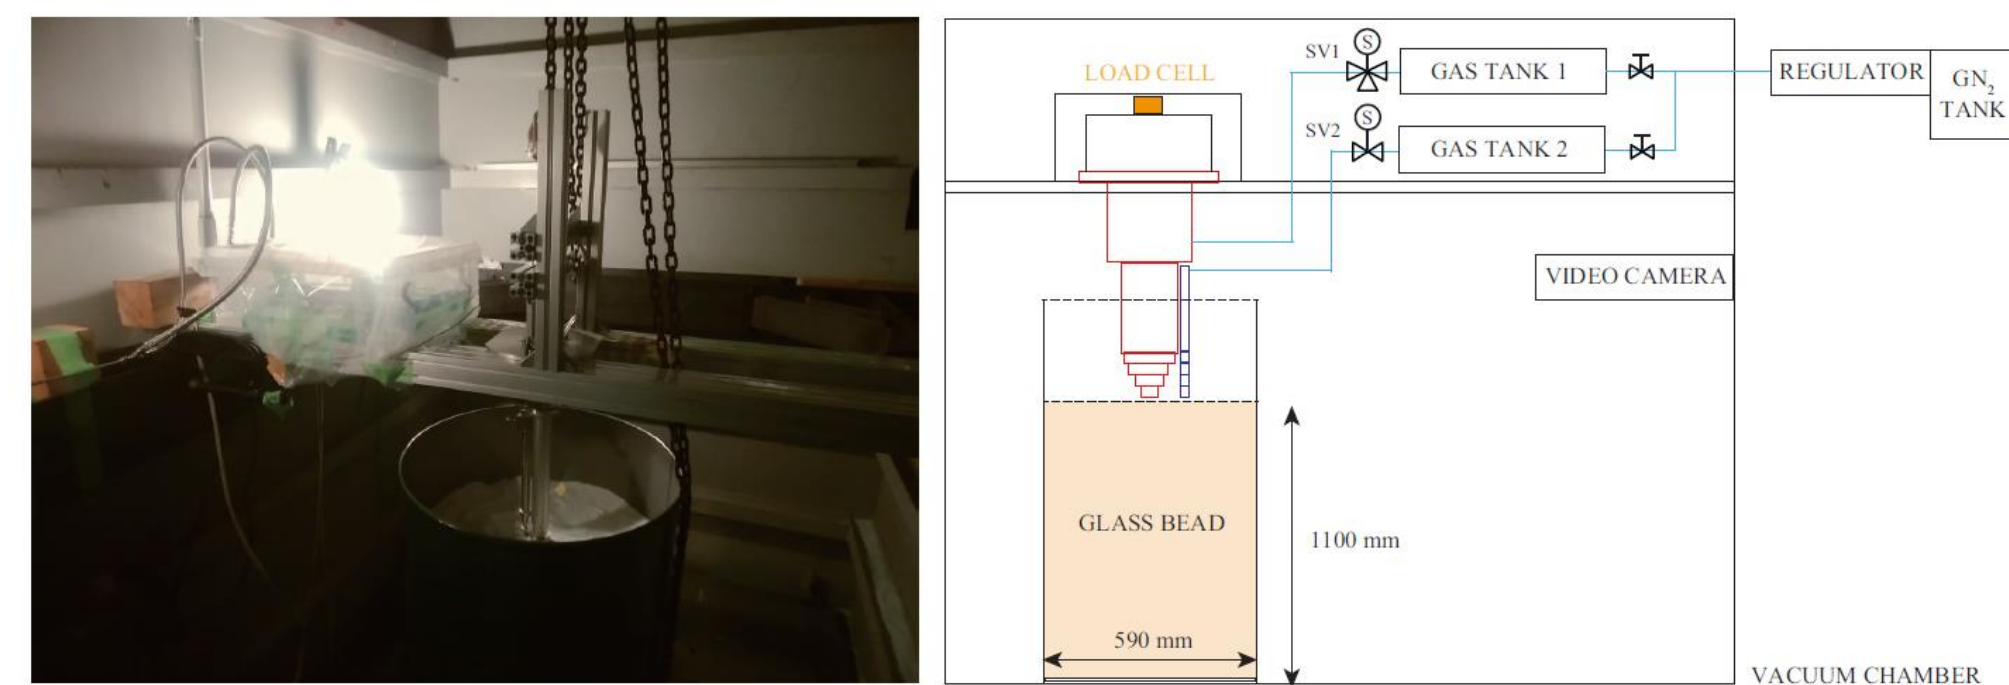 SV1
S
LOAD CELL
GAS TANK 1
REGULATOR
GN₂
TANK
SV2
S
GAS TANK 2
VIDEO CAMERA
GLASS BEAD
1100 mm
590 mm
VACUUM CHAMBER